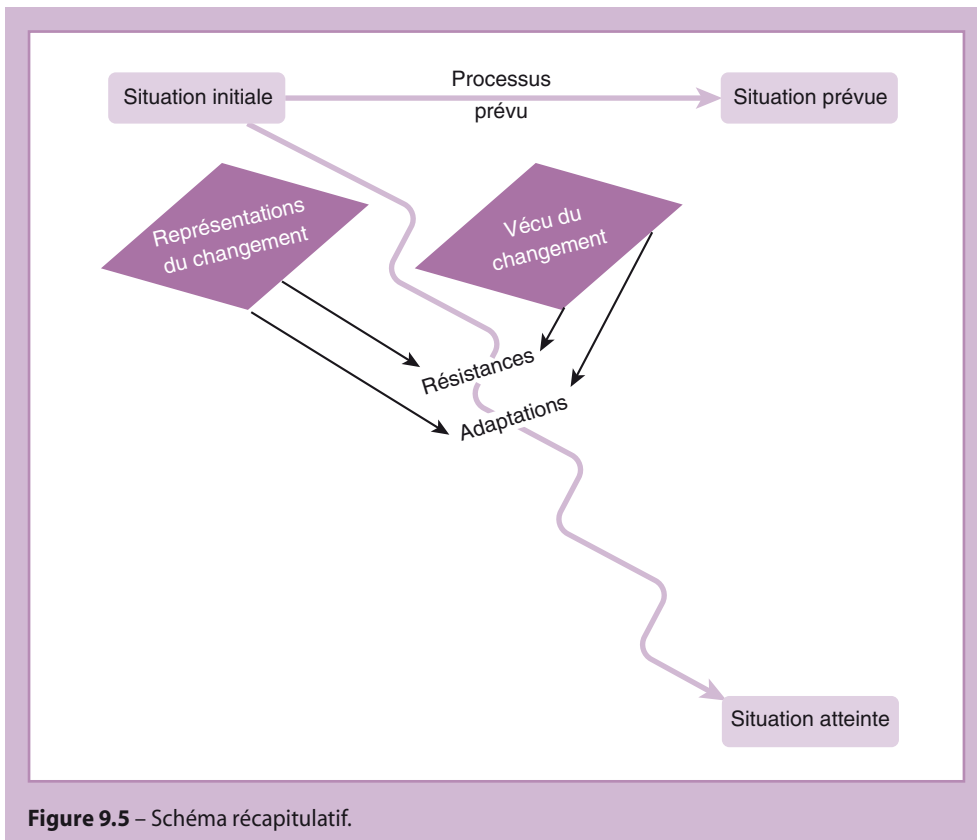 Situation initiale
Processus
prévu
Situation prévue
Représentations
du changement
Vécu du
changement
Résistances
Adaptations
Situation atteinte
Figure 9.5 – Schéma récapitulatif.